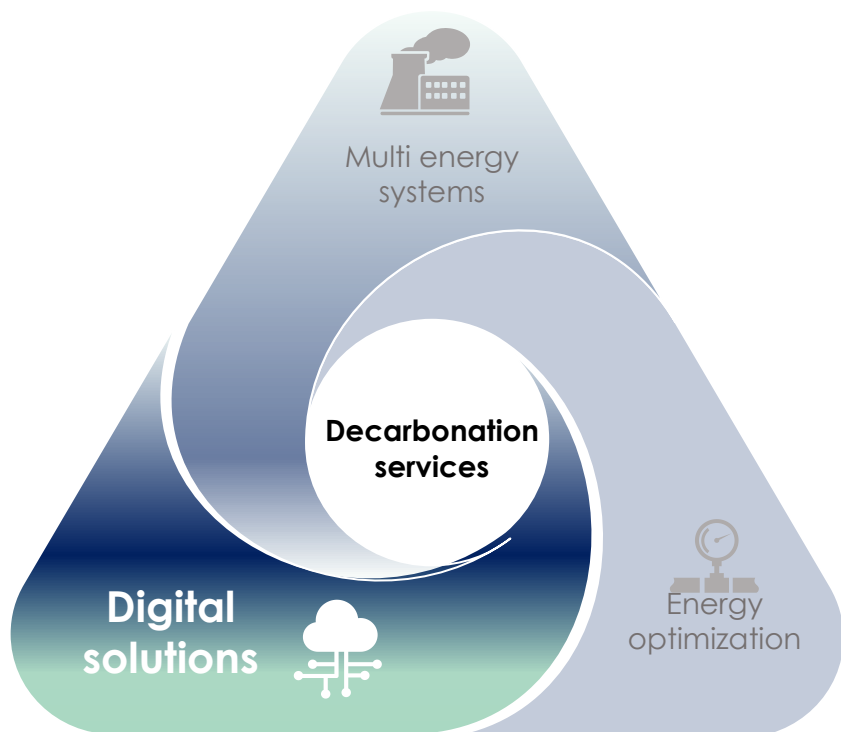 Multi energy
systems
Decarbonation
services
Digital
solutions
Energy
optimization